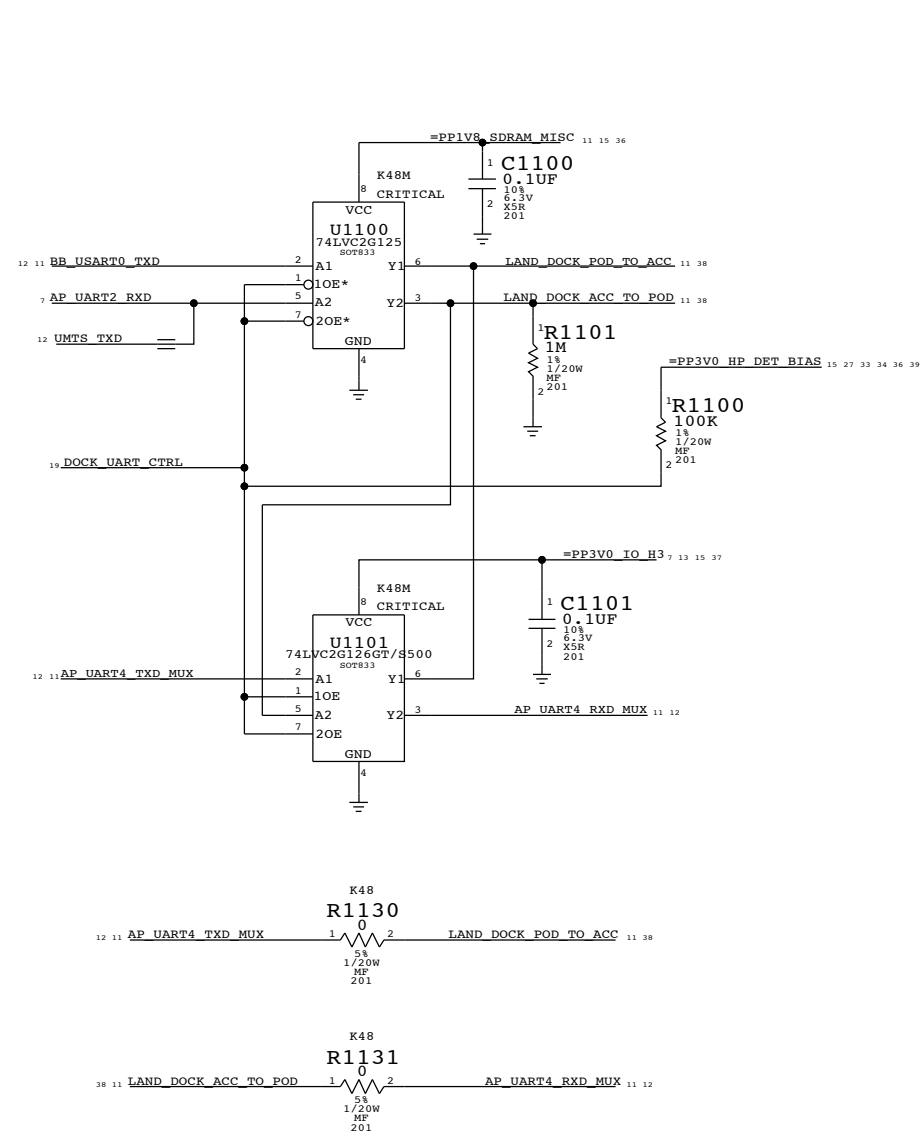 =PP1V8_SDRAM_MISC 11 15 36
1 C1100
0.1UF
10%
6.3V
X5R
201
2
K48M
8
CRITICAL
VCC
U1100
74LVC2G125
SOT833
12 11 BB_USART0_TXD 2 A1 Y1 6 LAND_DOCK_POD_TO_ACC 11 38
1 1OE*
7 AP_UART2_RXD 5 A2 Y2 3 LAND_DOCK_ACC_TO_POD 11 38
7 2OE*
12 UMTS_TXD
GND
4
1 R1101
1M
1%
1/20W
MF
201
2
=PP3V0_HP_DET_BIAS 15 27 33 34 36 39
1 R1100
100K
1%
1/20W
MF
201
2
19 DOCK_UART_CTRL
=PP3V0_IO_H3 7 13 15 37
1 C1101
0.1UF
10%
6.3V
X5R
201
2
K48M
8
CRITICAL
VCC
U1101
74LVC2G126GT/S500
SOT833
12 11 AP_UART4_TXD_MUX 2 A1 Y1 6
1 1OE
5 A2 Y2 3 AP_UART4_RXD_MUX 11 12
7 2OE
GND
4
K48
R1130
0
12 11 AP_UART4_TXD_MUX 1 2 LAND_DOCK_POD_TO_ACC 11 38
5%
1/20W
MF
201
K48
R1131
0
38 11 LAND_DOCK_ACC_TO_POD 1 2 AP_UART4_RXD_MUX 11 12
5%
1/20W
MF
201